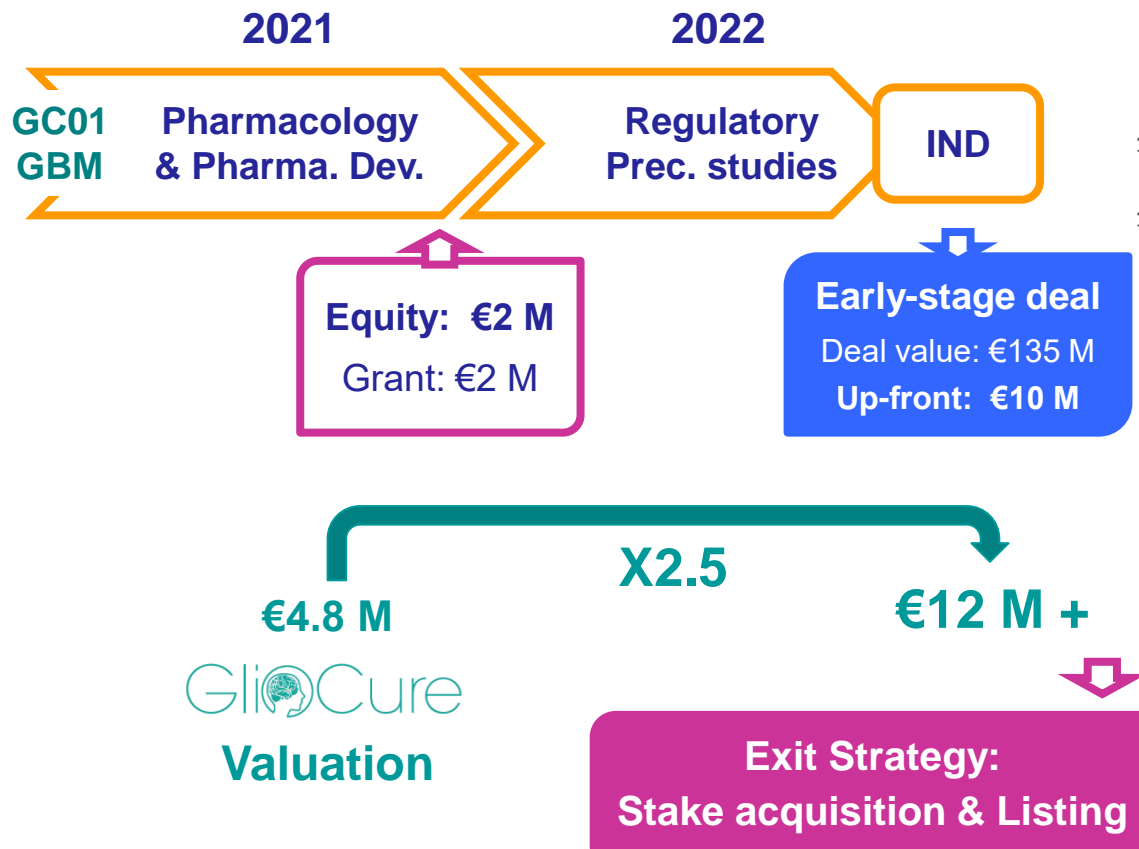 2021
2022
GC01
GBM
Pharmacology
& Pharma. Dev.
Regulatory
Prec. studies
IND
Equity: €2 M
Grant: €2 M
Early-stage deal
Deal value: €135 M
Up-front: €10 M
X2.5
€4.8 M
€12 M +
GlioCure
Valuation
Exit Strategy:
Stake acquisition & Listing